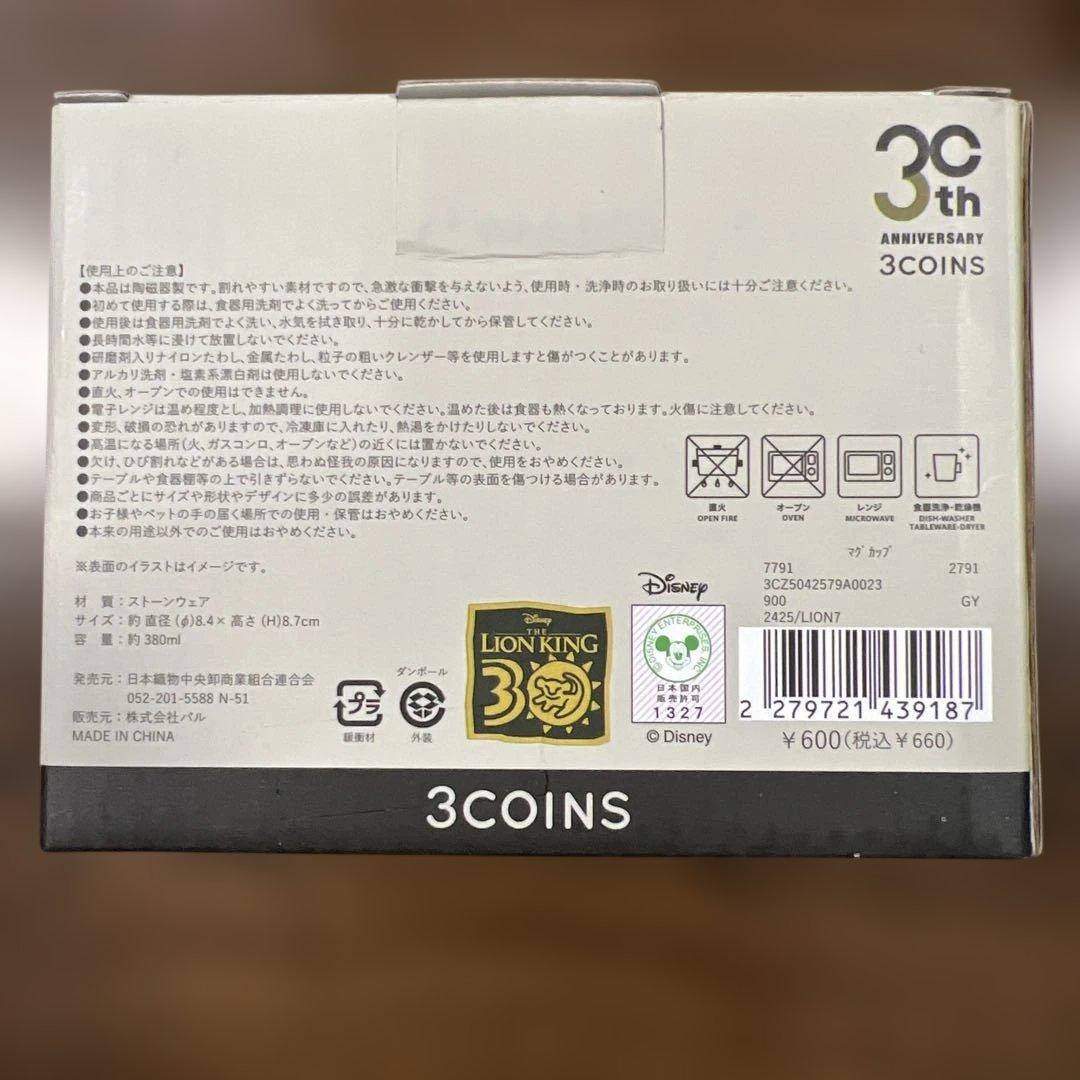 30th
ANNIVERSARY
3COINS
【使用上のご注意】
●本品は陶磁器製です。割れやすい素材ですので、急激な衝撃を与えないよう、使用時・洗浄時のお取り扱いには十分ご注意ください。
●初めて使用する際は、食器用洗剤でよく洗ってからご使用ください。
●使用後は食器用洗剤でよく洗い、水気を拭き取り、十分に乾かしてから保管してください。
●長時間水等に浸けて放置しないでください。
●研磨剤入りナイロンたわし、金属たわし、粒子の粗いクレンザー等を使用しますと傷がつくことがあります。
●アルカリ洗剤・塩素系漂白剤は使用しないでください。
●直火、オーブンでの使用はできません。
●電子レンジは温め程度とし、加熱調理に使用しないでください。温めた後は食器も熱くなっております。火傷に注意してください。
●変形、破損の恐れがありますので、冷凍庫に入れたり、熱湯をかけたりしないでください。
●高温になる場所(火、ガスコンロ、オーブンなど)の近くには置かないでください。
●欠け、ひび割れなどがある場合は、思わぬ怪我の原因になりますので、使用をおやめください。
●テーブルや食器棚等の上で引きずらないでください。テーブル等の表面を傷つける場合があります。
●商品ごとにサイズや形状やデザインに多少の誤差があります。
●お子様やペットの手の届く場所での使用・保管はおやめください。
●本来の用途以外でのご使用はおやめください。
※表面のイラストはイメージです。
直火
OPEN FIRE
オーブン
OVEN
レンジ
MICROWAVE
食器洗浄・乾燥機
DISH-WASHER
TABLEWARE-DRYER
材 質:ストーンウェア
サイズ:約 直径(φ)8.4×高さ(H)8.7cm
容 量:約 380ml
発売元:日本織物中央卸商業組合連合会
052-201-5588 N-51
販売元:株式会社パル
MADE IN CHINA
プラ
緩衝材
ダンボール
外装
Disney
THE
LION KING
30
Disney
© DISNEY ENTERPRISES INC
日本国内
販売許可
1327
© Disney
マグカップ
7791 2791
3CZ5042579A0023
900 GY
2425/LION7
2 279721 439187
￥600(税込￥660)
3COINS